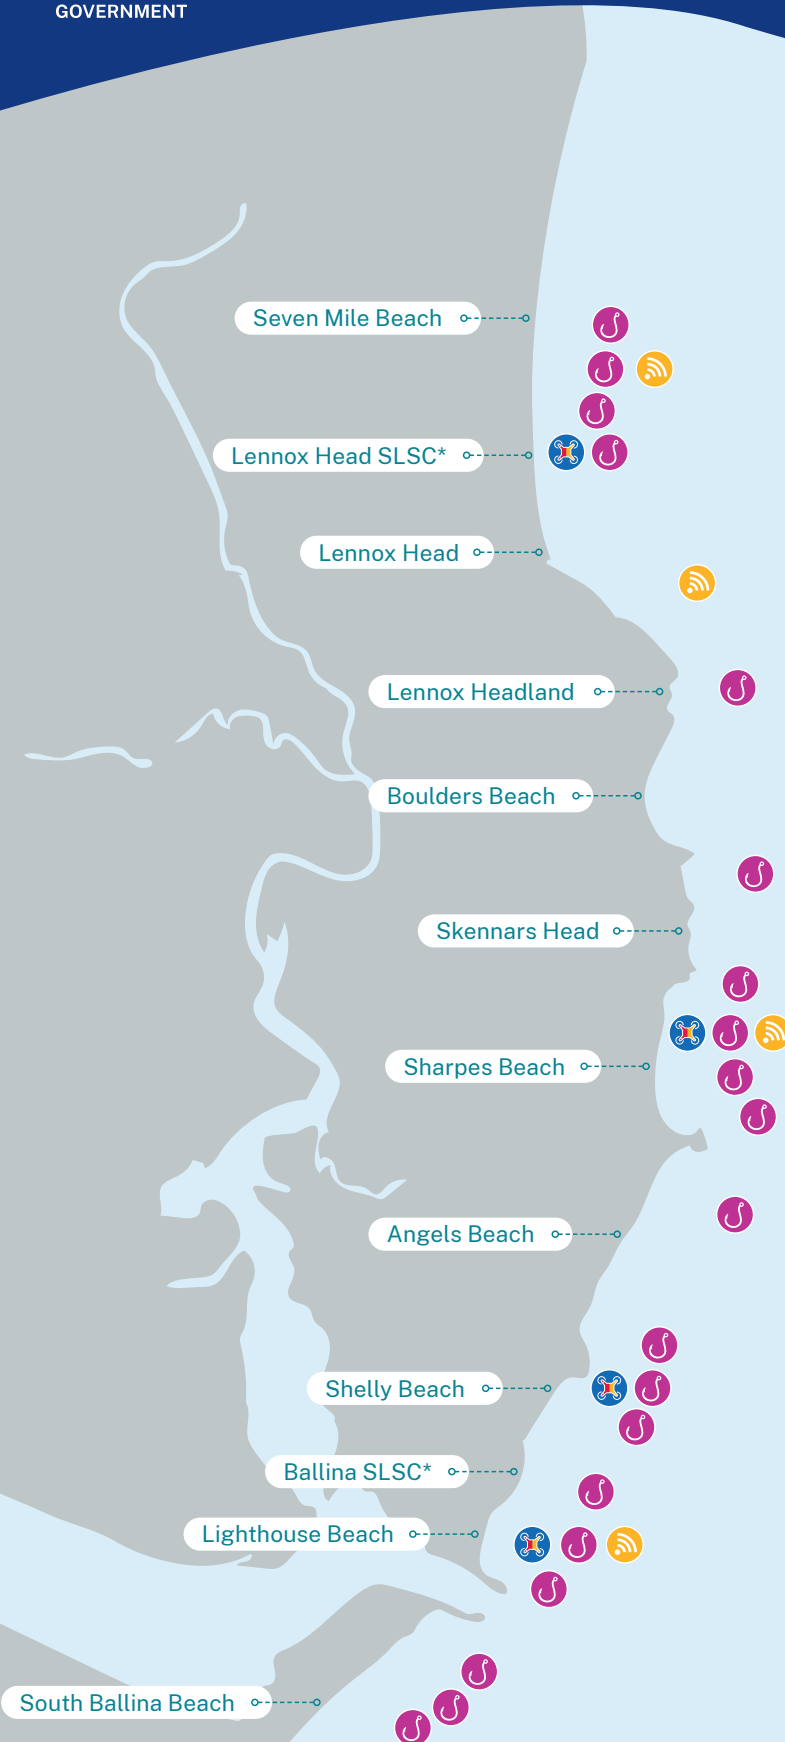 GOVERNMENT
Seven Mile Beach
Lennox Head SLSC*
Lennox Head
Lennox Headland
Boulders Beach
Skennars Head
Sharpes Beach
Angels Beach
Shelly Beach
Ballina SLSC*
Lighthouse Beach
South Ballina Beach